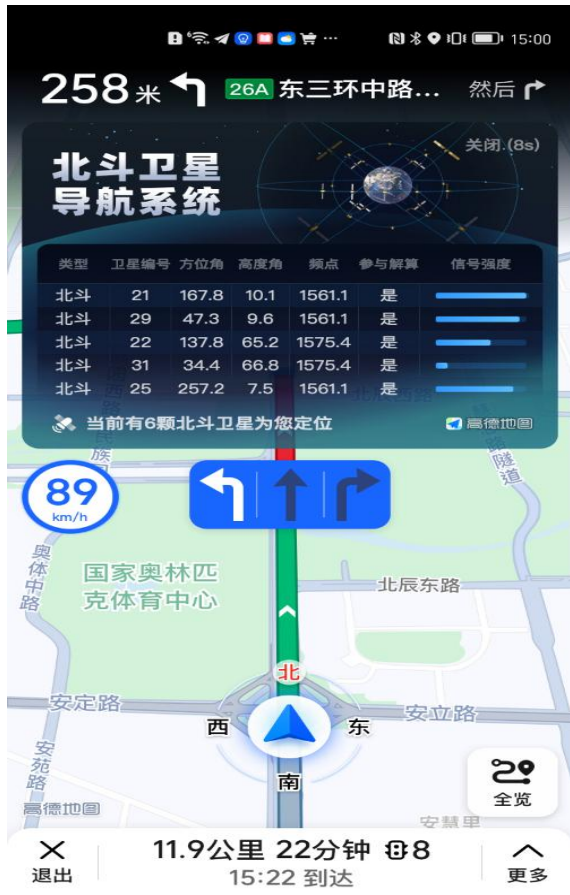 15:00
258米 26A 东三环中路... 然后
关闭.(8s)
北斗卫星
导航系统
类型 卫星编号 方位角 高度角 频点 参与解算 信号强度
北斗 21 167.8 10.1 1561.1 是
北斗 29 47.3 9.6 1561.1 是
北斗 22 137.8 65.2 1575.4 是
北斗 31 34.4 66.8 1575.4 是
北斗 25 257.2 7.5 1561.1 是
当前有6颗北斗卫星为您定位
高德地图
隧
道
89
km/h
奥
体
中
路
国家奥林匹
克体育中心
北辰东路
北
安定路
西
东
安立路
南
安
苑
路
全览
高德地图
安慧里
退出
11.9公里 22分钟 8
15:22 到达
更多